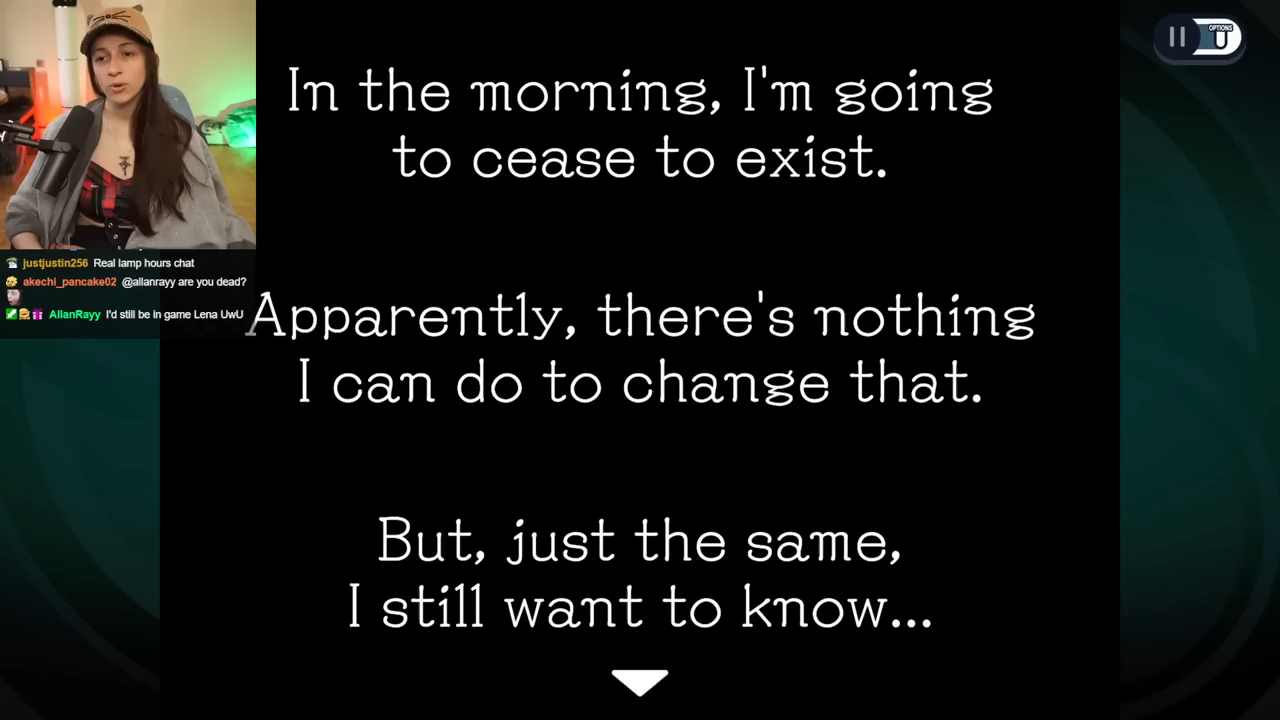 In the morning, I'm going
to cease to exist.
Apparently, there's nothing
I can do to change that.
But, just the same,
I still want to know...
OPTIONS
justjustin256 Real lamp hours chat
akechi_pancake02 @allanrayy are you dead?
AllanRayy I'd still be in game Lena UwU